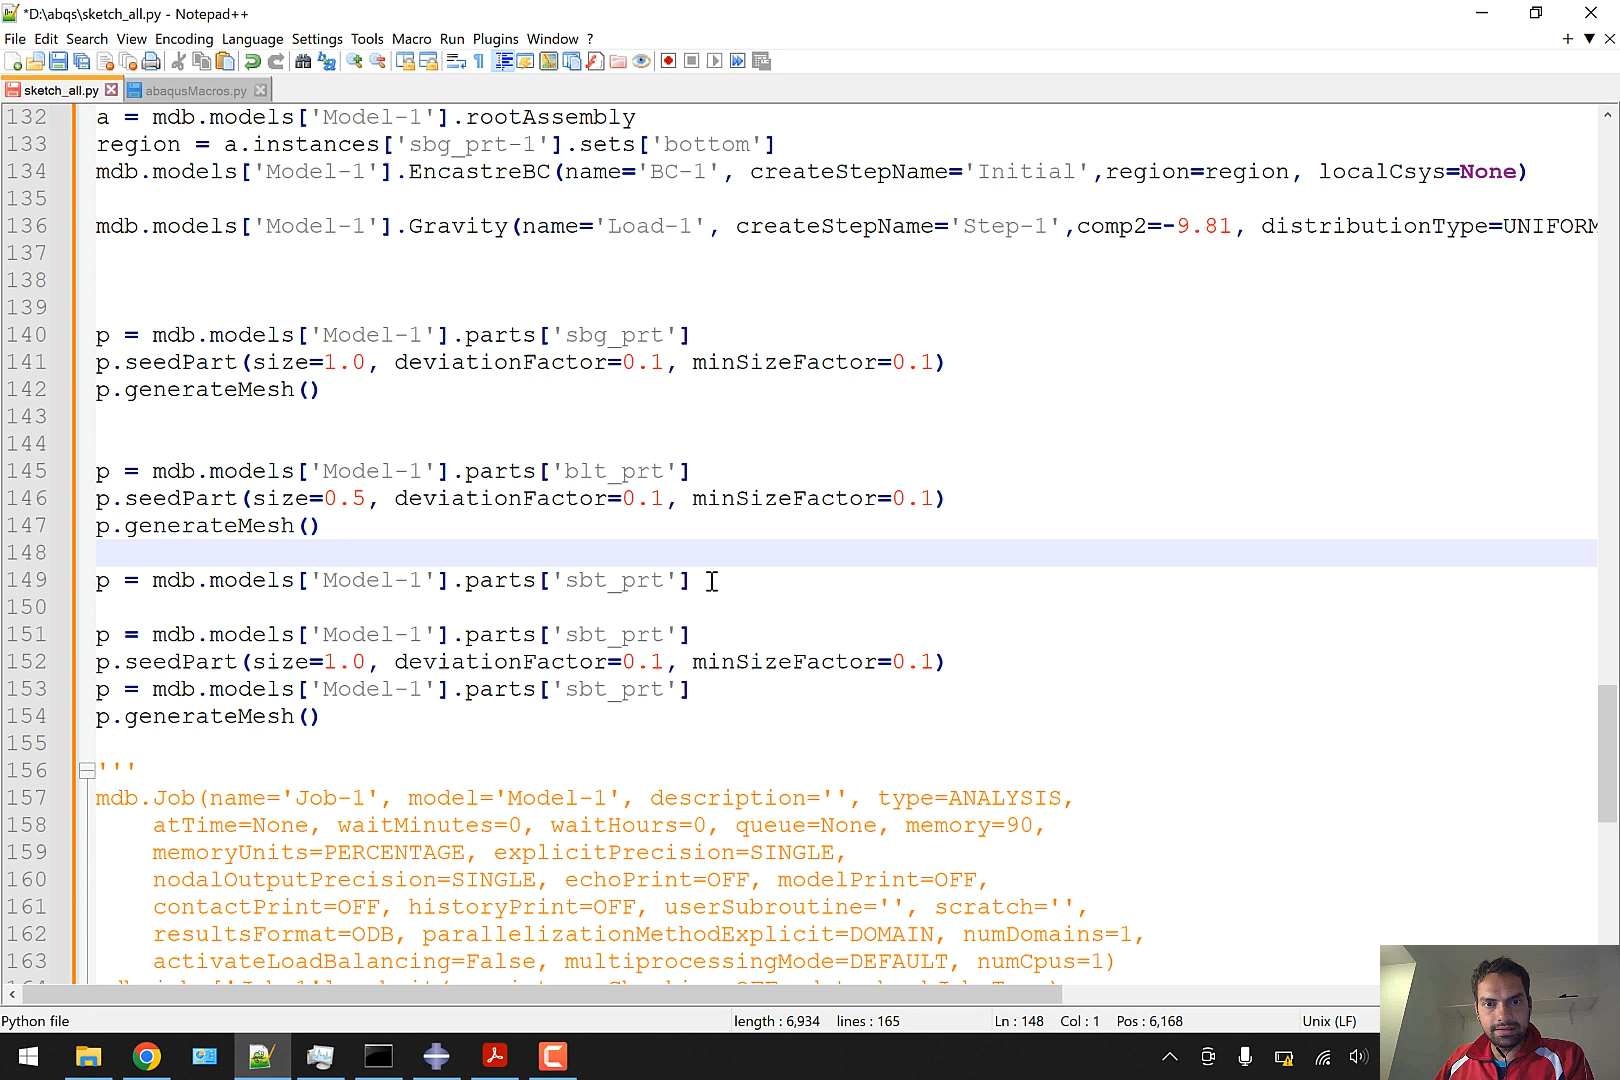 *D:\abqs\sketch_all.py - Notepad++
File Edit Search View Encoding Language Settings Tools Macro Run Plugins Window ?
sketch_all.py abaqusMacros.py
132 a = mdb.models['Model-1'].rootAssembly
133 region = a.instances['sbg_prt-1'].sets['bottom']
134 mdb.models['Model-1'].EncastreBC(name='BC-1', createStepName='Initial',region=region, localCsys=None)
135
136 mdb.models['Model-1'].Gravity(name='Load-1', createStepName='Step-1',comp2=-9.81, distributionType=UNIFORM
137
138
139
140 p = mdb.models['Model-1'].parts['sbg_prt']
141 p.seedPart(size=1.0, deviationFactor=0.1, minSizeFactor=0.1)
142 p.generateMesh()
143
144
145 p = mdb.models['Model-1'].parts['blt_prt']
146 p.seedPart(size=0.5, deviationFactor=0.1, minSizeFactor=0.1)
147 p.generateMesh()
148
149 p = mdb.models['Model-1'].parts['sbt_prt']
150
151 p = mdb.models['Model-1'].parts['sbt_prt']
152 p.seedPart(size=1.0, deviationFactor=0.1, minSizeFactor=0.1)
153 p = mdb.models['Model-1'].parts['sbt_prt']
154 p.generateMesh()
155
156 '''
157 mdb.Job(name='Job-1', model='Model-1', description='', type=ANALYSIS,
158 atTime=None, waitMinutes=0, waitHours=0, queue=None, memory=90,
159 memoryUnits=PERCENTAGE, explicitPrecision=SINGLE,
160 nodalOutputPrecision=SINGLE, echoPrint=OFF, modelPrint=OFF,
161 contactPrint=OFF, historyPrint=OFF, userSubroutine='', scratch='',
162 resultsFormat=ODB, parallelizationMethodExplicit=DOMAIN, numDomains=1,
163 activateLoadBalancing=False, multiprocessingMode=DEFAULT, numCpus=1)
Python file length : 6,934 lines : 165 Ln : 148 Col : 1 Pos : 6,168 Unix (LF)